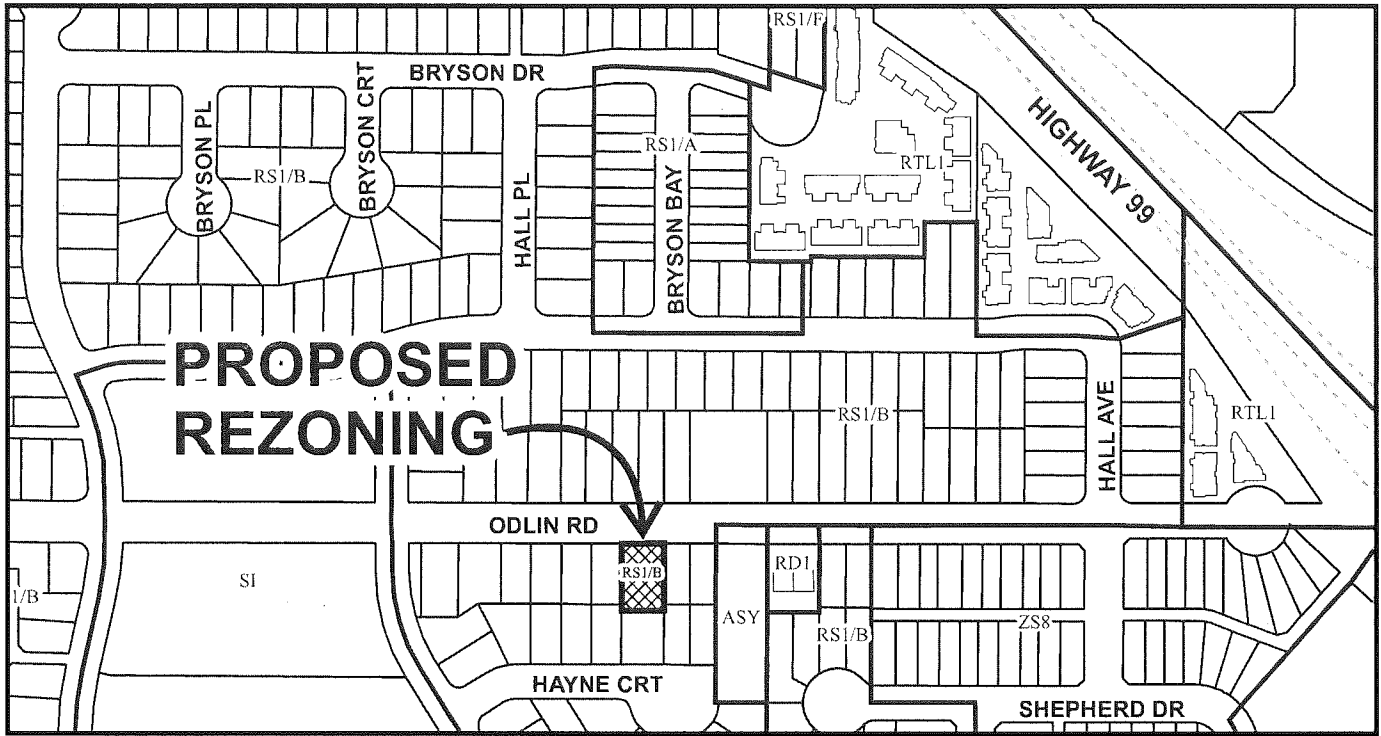 RS1/F
BRYSON DR
BRYSON PL
BRYSON CRT
RS1/B
HALL PL
RS1/A
BRYSON BAY
RTL1
HIGHWAY 99
PROPOSED
REZONING
RS1/B
HALL AVE
RTL1
ODLIN RD
RS1/B
SI
1/B
RD1
ASY
RS1/B
ZS8
HAYNE CRT
SHEPHERD DR